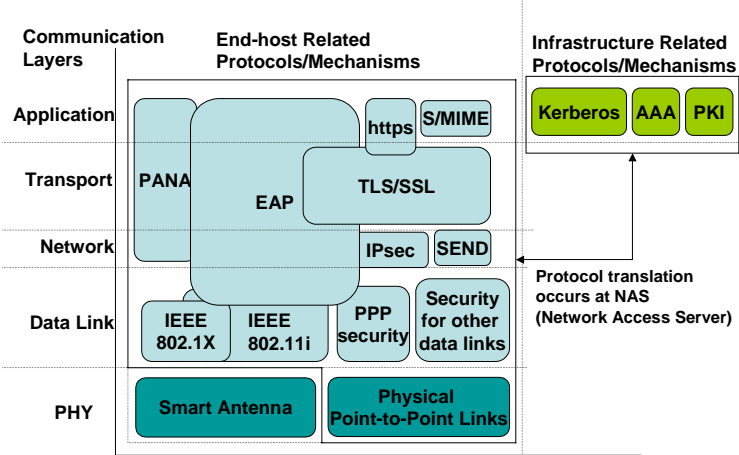 Communication
Layers
End-host Related
Protocols/Mechanisms
Infrastructure Related
Protocols/Mechanisms
Application
https
S/MIME
Kerberos
AAA
PKI
Transport
PANA
EAP
TLS/SSL
Network
IPsec
SEND
Protocol translation
occurs at NAS
(Network Access Server)
Data Link
IEEE
802.1X
IEEE
802.11i
PPP
security
Security
for other
data links
PHY
Smart Antenna
Physical
Point-to-Point Links